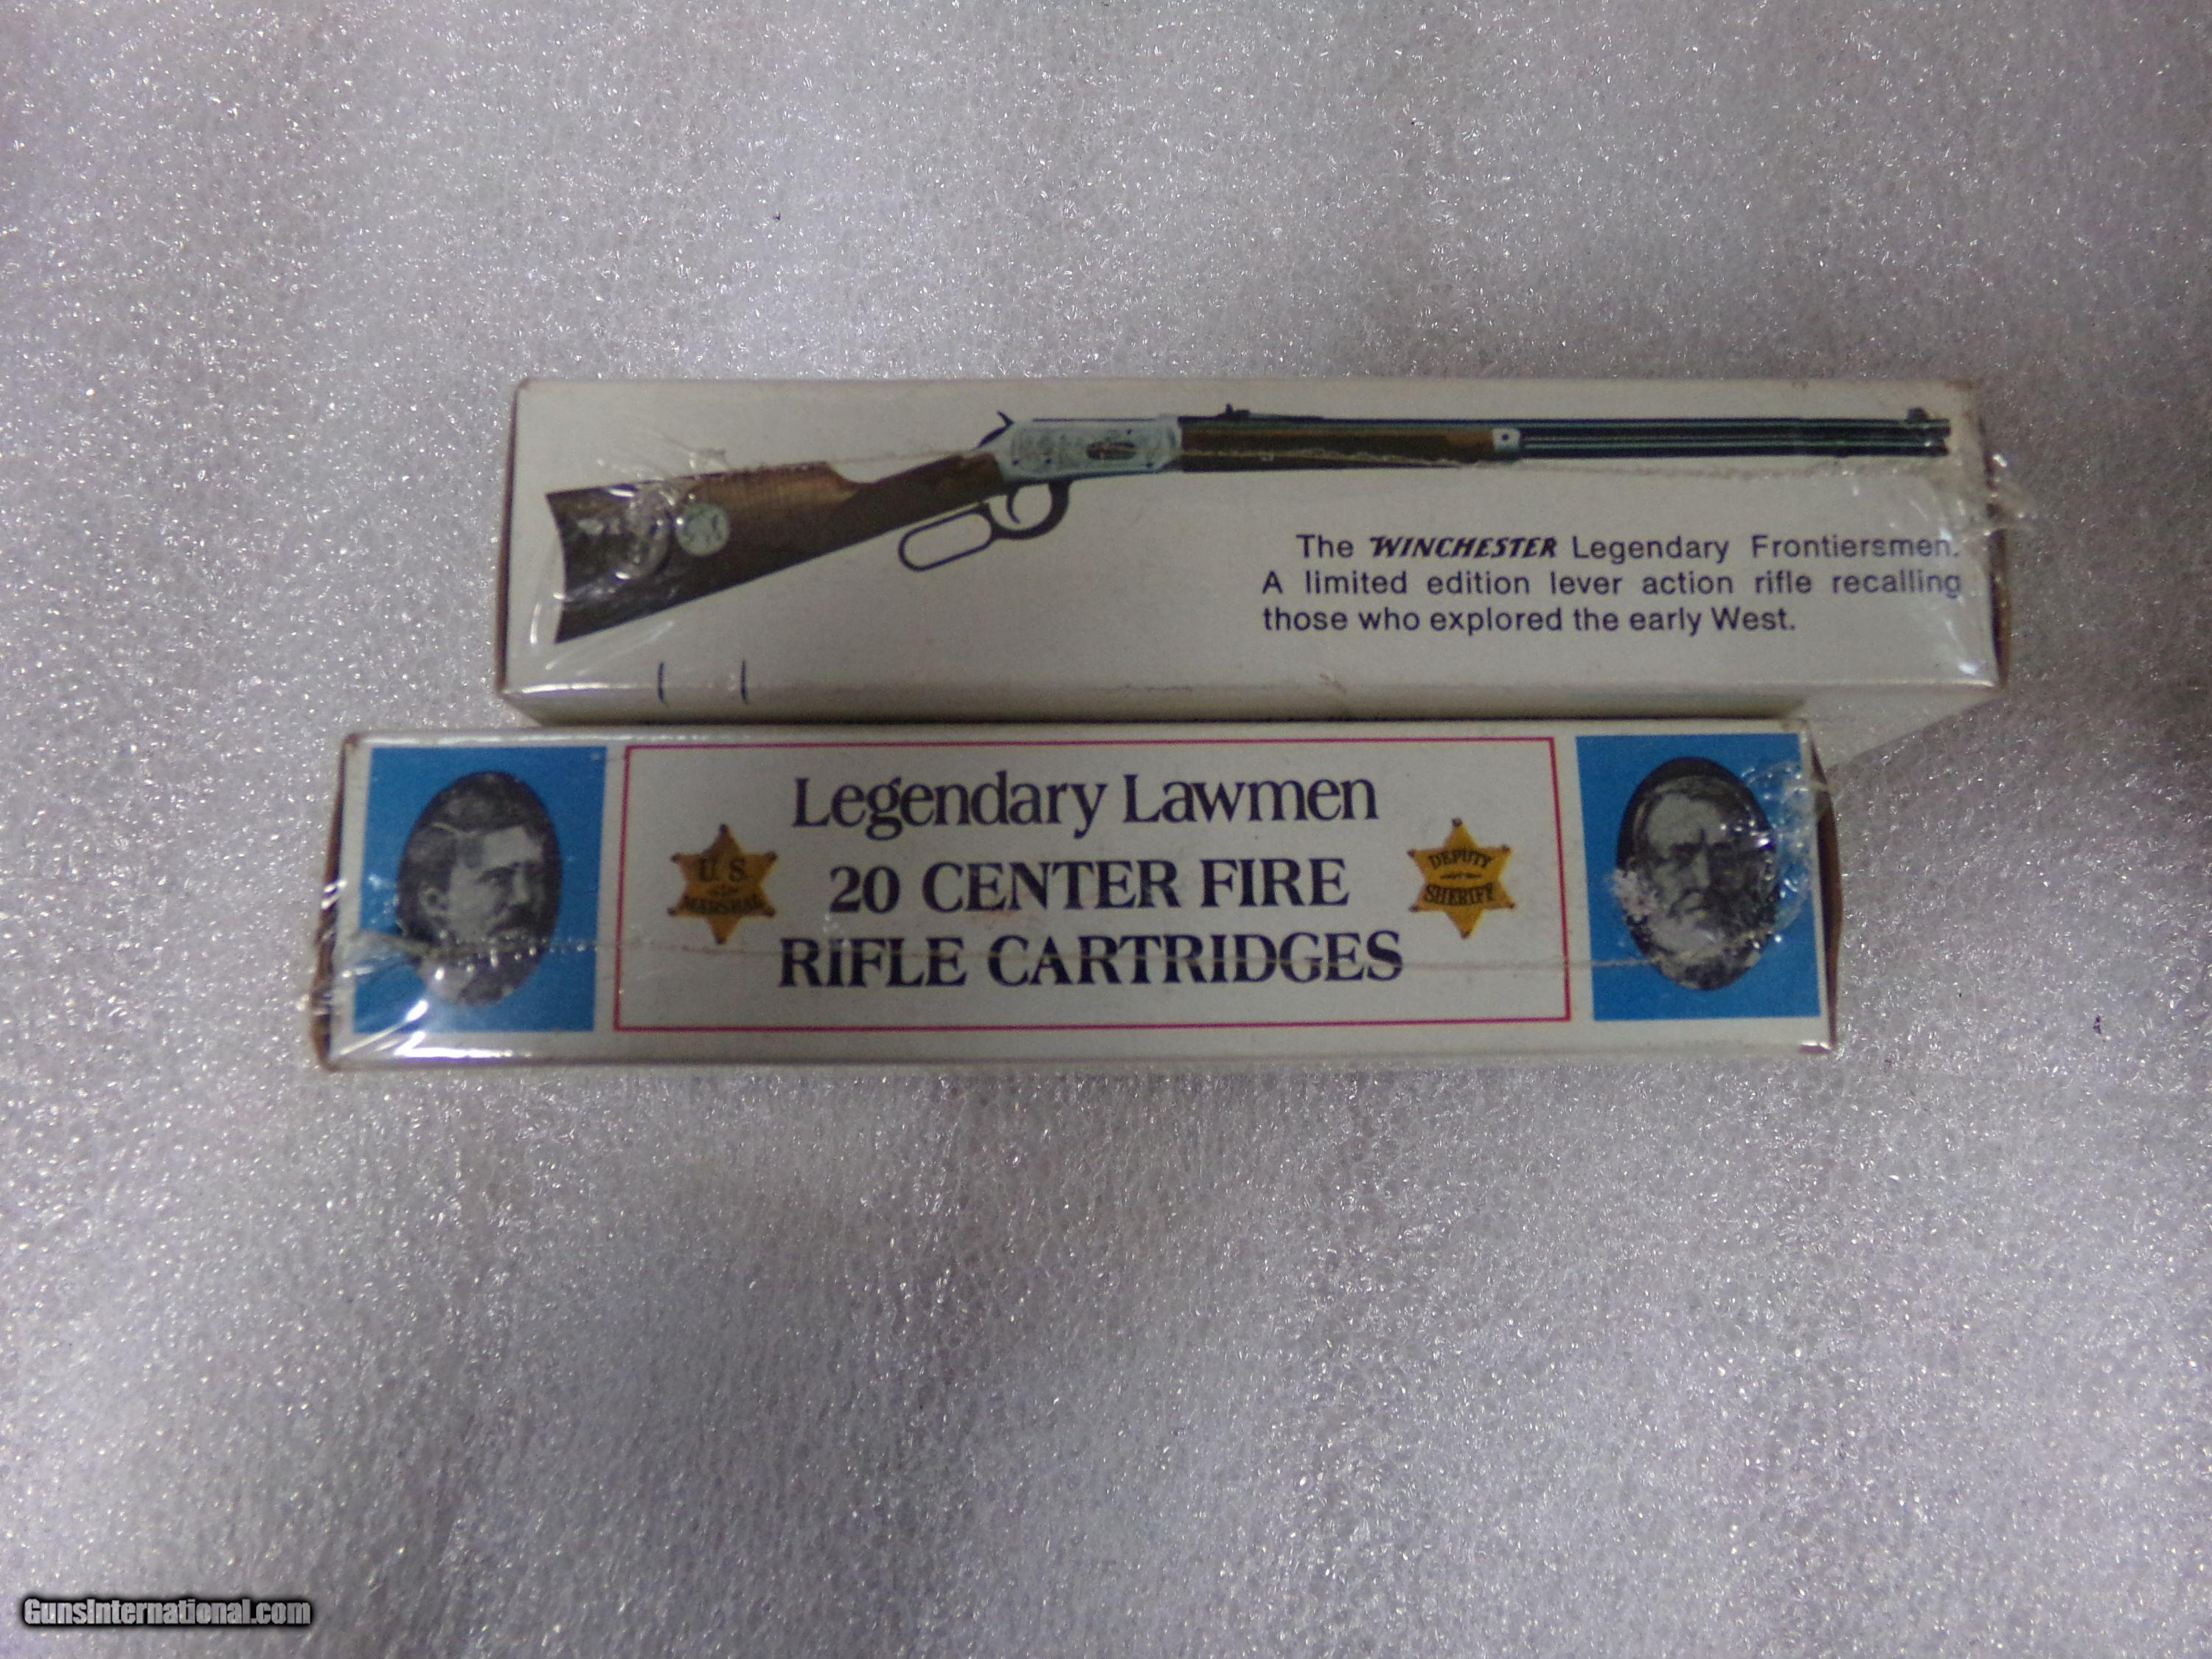 The WINCHESTER Legendary Frontiersmen.
A limited edition lever action rifle recalling
those who explored the early West.
Legendary Lawmen
20 CENTER FIRE
RIFLE CARTRIDGES
U. S.
MARSHAL
DEPUTY
SHERIFF
GunsInternational.com